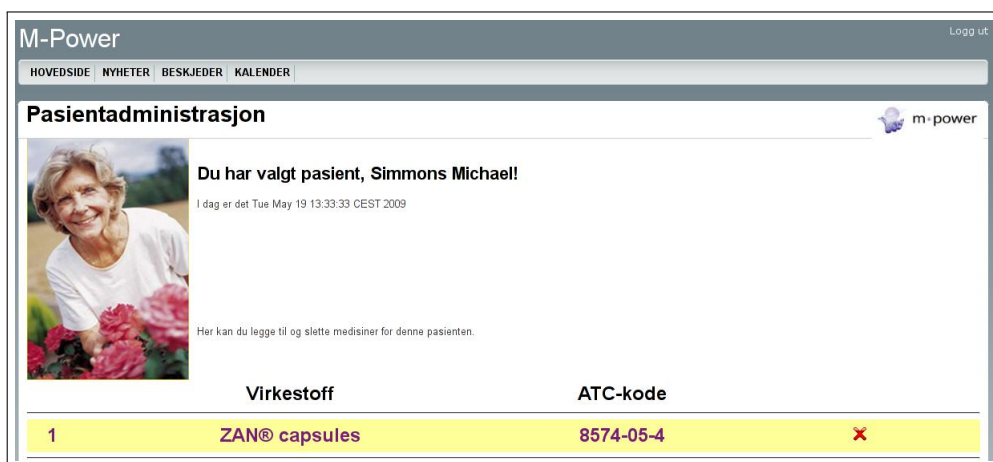 M-Power
Logg ut
HOVEDSIDE NYHETER BESKJEDER KALENDER
Pasientadministrasjon
m-power
Du har valgt pasient, Simmons Michael!
I dag er det Tue May 19 13:33:33 CEST 2009
Her kan du legge til og slette medisiner for denne pasienten.
Virkestoff ATC-kode
1 ZAN® capsules 8574-05-4